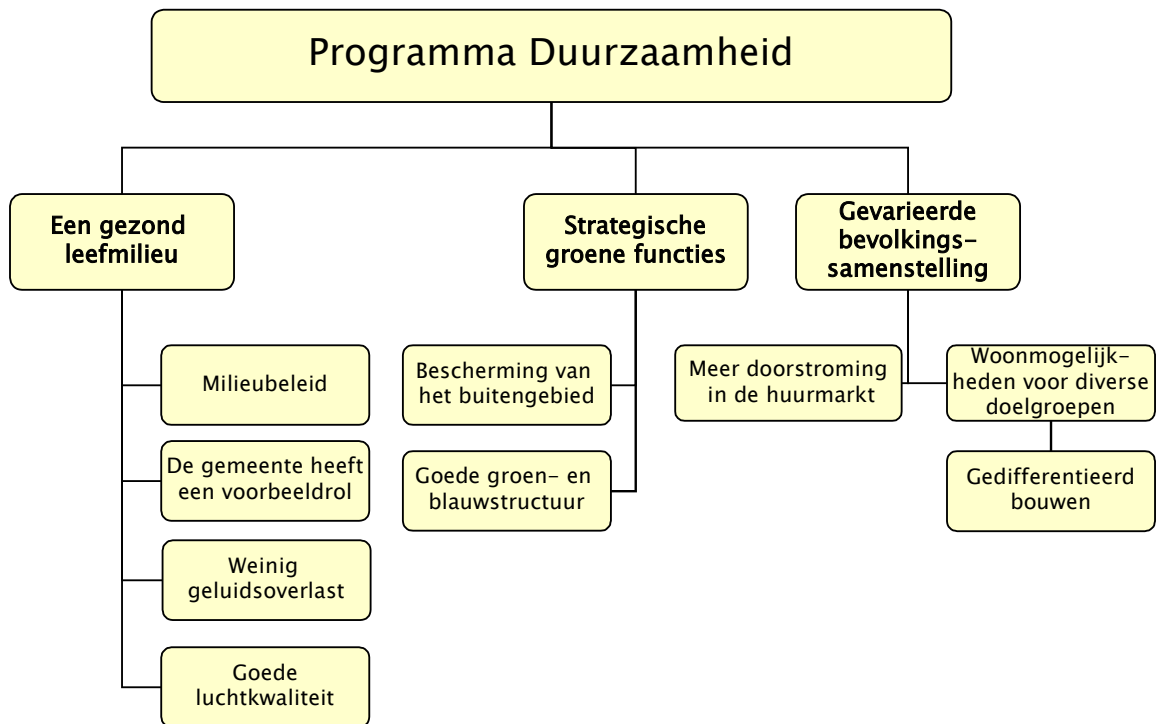 Programma Duurzaamheid
Een gezond
leefmilieu
Strategische
groene functies
Gevarieerde
bevolkings-
samenstelling
Milieubeleid
De gemeente heeft
een voorbeeldrol
Weinig
geluidsoverlast
Goede
luchtkwaliteit
Bescherming van
het buitengebied
Goede groen- en
blauwstructuur
Meer doorstroming
in de huurmarkt
Woonmogelijk-
heden voor diverse
doelgroepen
Gedifferentieerd
bouwen